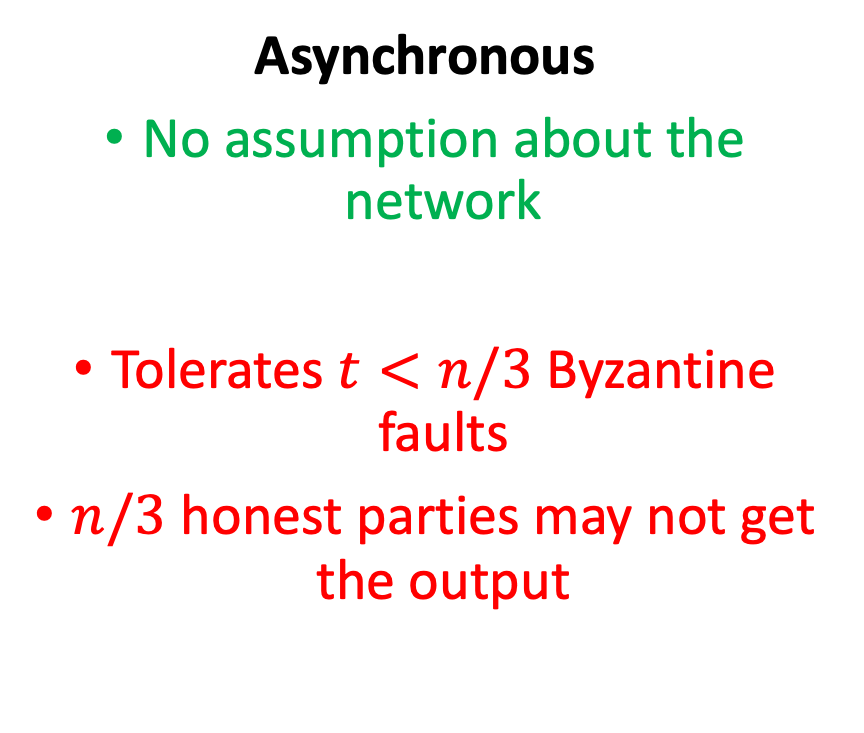 Asynchronous
• No assumption about the
network
• Tolerates 𝑡 < 𝑛/3 Byzantine
faults
• 𝑛/3 honest parties may not get
the output